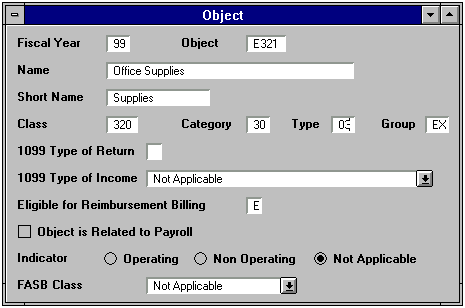 Object
Fiscal Year 99 Object E321
Name Office Supplies
Short Name Supplies
Class 320 Category 30 Type Group EX
1099 Type of Return
1099 Type of Income Not Applicable
Eligible for Reimbursement Billing E
Object is Related to Payroll
Indicator Operating Non Operating Not Applicable
FASB Class Not Applicable